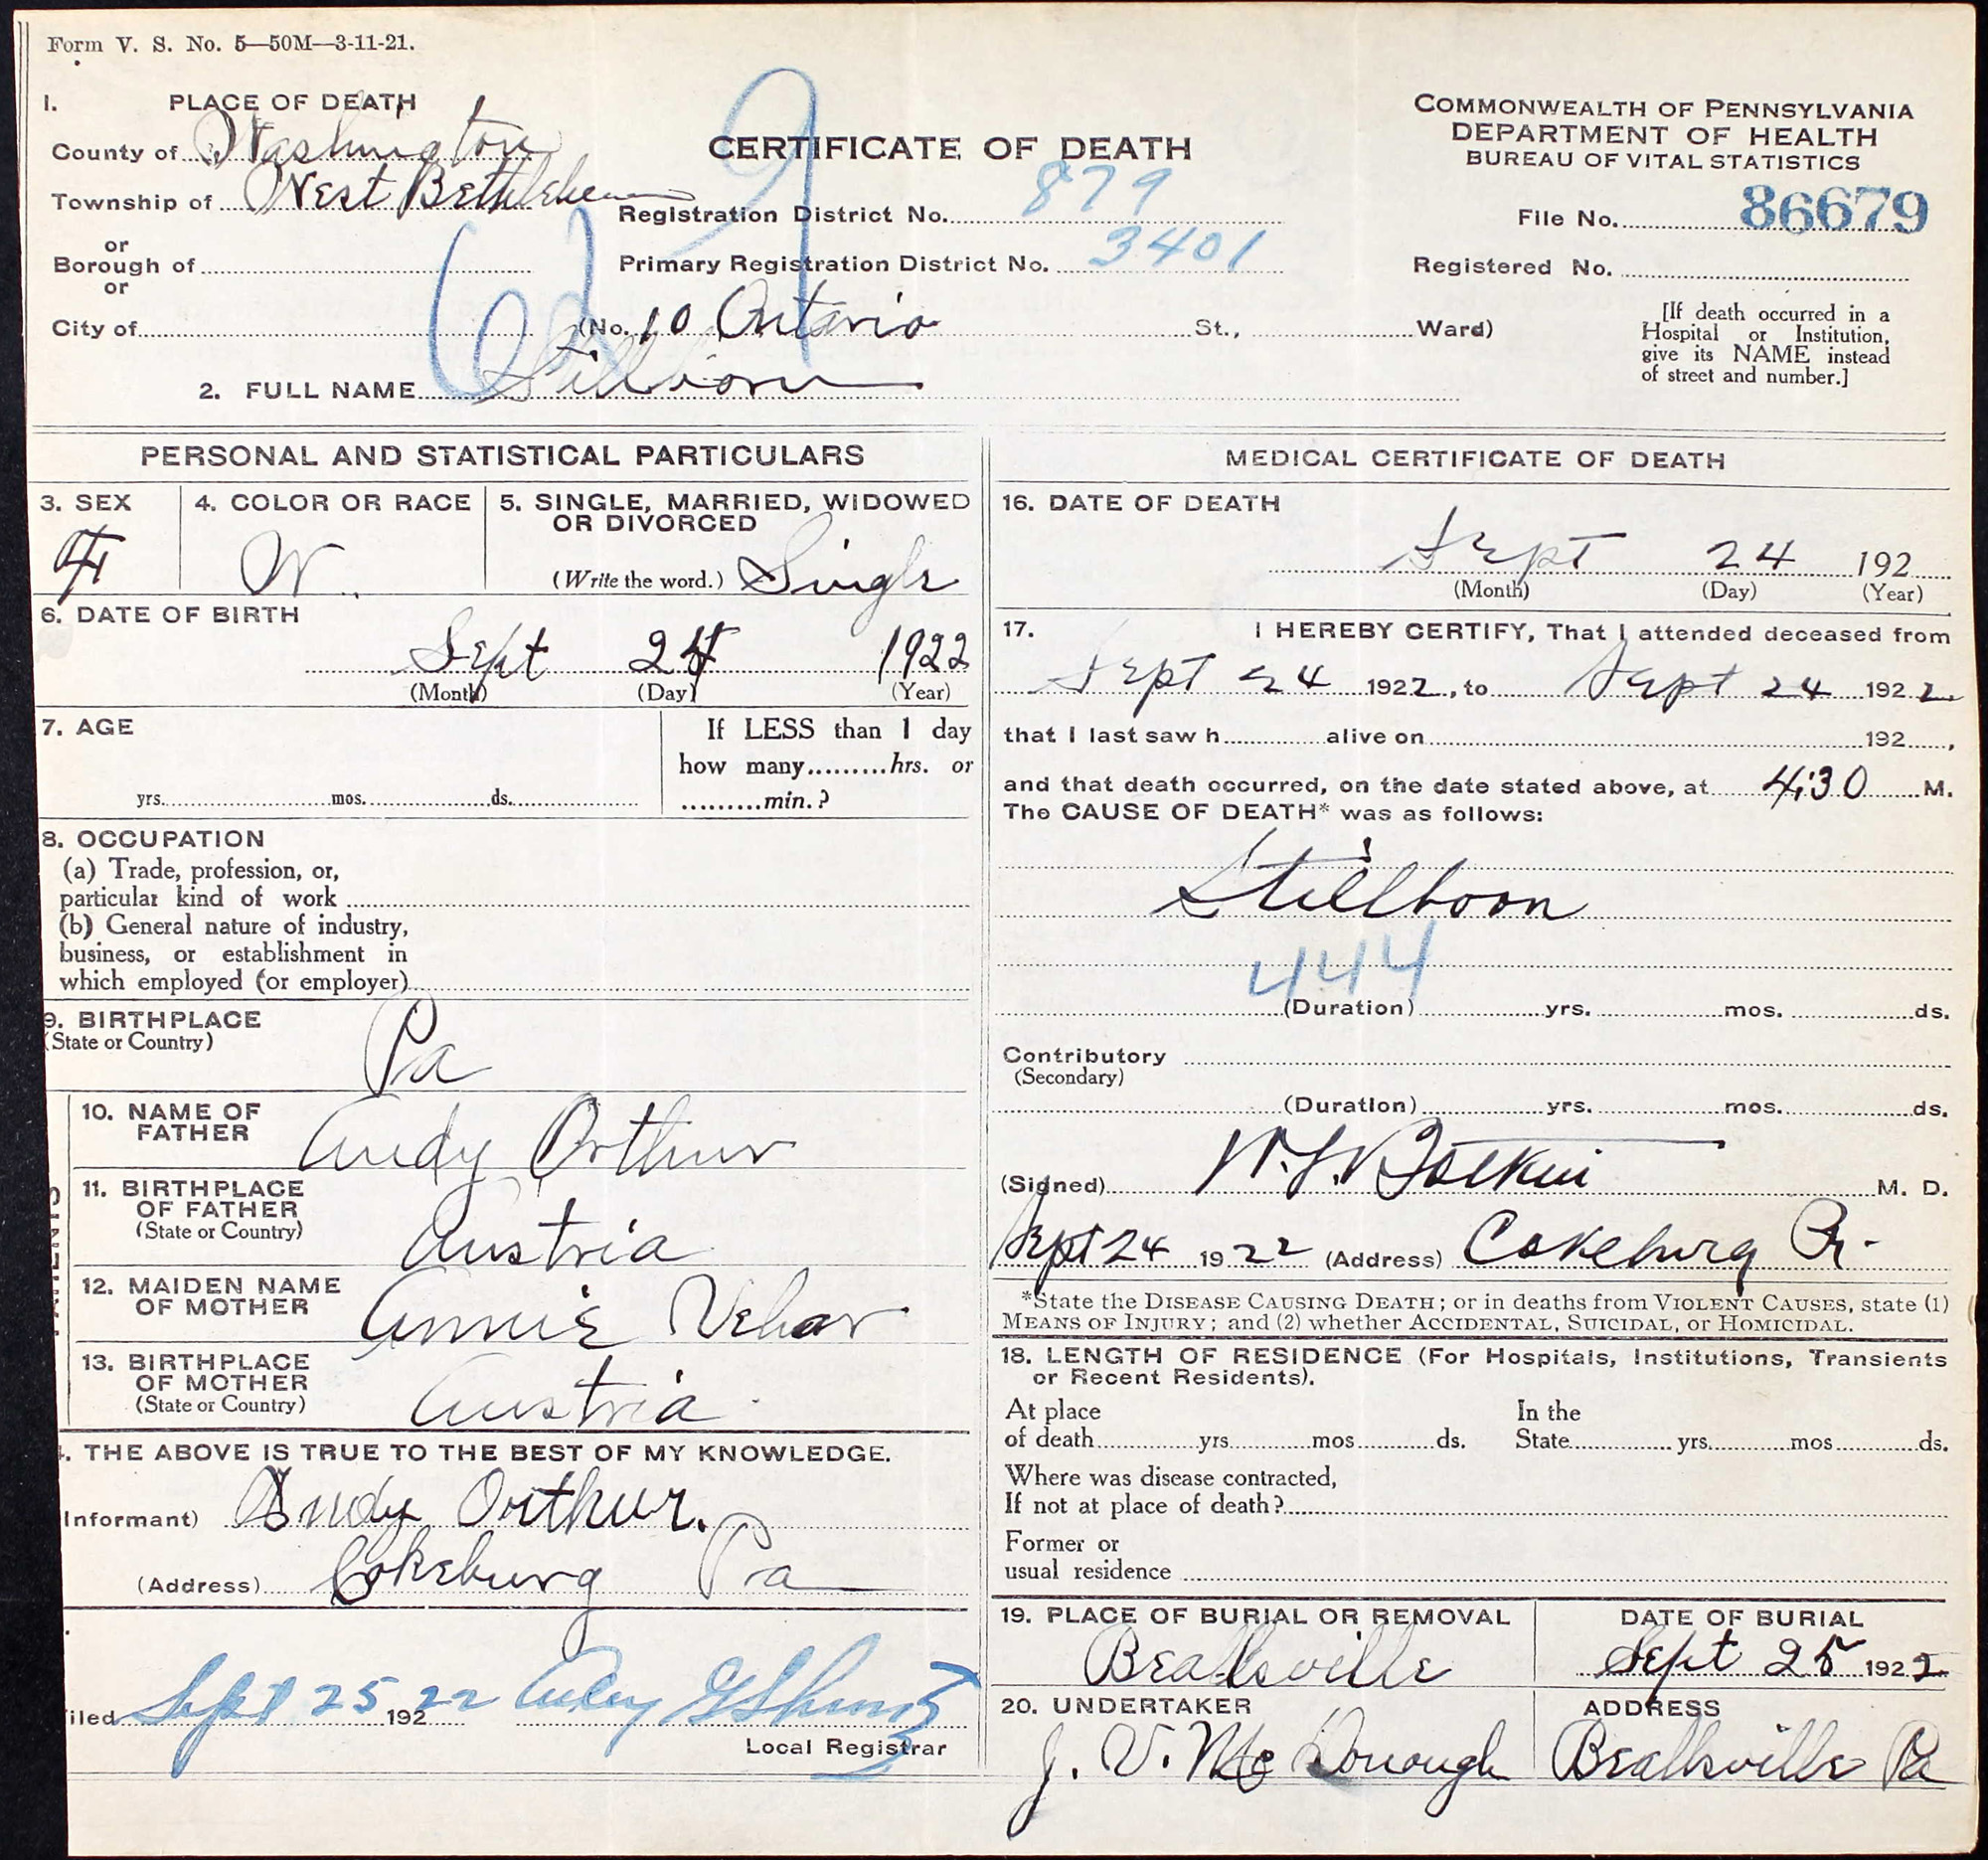 Form V. S. No. 5—50M—3-11-21.
1. PLACE OF DEATH
County of Washington
Township of West Bethlehem
or
Borough of
or
City of
CERTIFICATE OF DEATH
Registration District No. 879
Primary Registration District No. 3401
(No. 10 Ontario St., Ward)
COMMONWEALTH OF PENNSYLVANIA
DEPARTMENT OF HEALTH
BUREAU OF VITAL STATISTICS
File No. 86679
Registered No.
[If death occurred in a
Hospital or Institution,
give its NAME instead
of street and number.]
2. FULL NAME Stillborn
PERSONAL AND STATISTICAL PARTICULARS
3. SEX
F
4. COLOR OR RACE
W.
5. SINGLE, MARRIED, WIDOWED
OR DIVORCED
(Write the word.) Single
6. DATE OF BIRTH
Sept 24 1922
(Month) (Day) (Year)
7. AGE
yrs. mos. ds.
If LESS than 1 day
how many hrs. or
min.?
8. OCCUPATION
(a) Trade, profession, or,
particular kind of work
(b) General nature of industry,
business, or establishment in
which employed (or employer)
9. BIRTHPLACE
(State or Country)
Pa
10. NAME OF
FATHER
Andy Orthur
11. BIRTHPLACE
OF FATHER
(State or Country)
Austria
12. MAIDEN NAME
OF MOTHER
Annie Vehar
13. BIRTHPLACE
OF MOTHER
(State or Country)
Austria
. THE ABOVE IS TRUE TO THE BEST OF MY KNOWLEDGE.
Informant) Andy Orthur.
(Address) Cokeburg Pa
iled Sept 25 1922
Local Registrar
MEDICAL CERTIFICATE OF DEATH
16. DATE OF DEATH
Sept 24 192
(Month) (Day) (Year)
17. I HEREBY CERTIFY, That I attended deceased from
Sept 24 1922, to Sept 24 1922
that I last saw h alive on 192 ,
and that death occurred, on the date stated above, at 4:30 M.
The CAUSE OF DEATH* was as follows:
Stillborn
444
(Duration) yrs. mos. ds.
Contributory
(Secondary)
(Duration) yrs. mos. ds.
(Signed) Botkin M. D.
Sept 24 1922 (Address) Cokeburg Pa.
*State the DISEASE CAUSING DEATH; or in deaths from VIOLENT CAUSES, state (1)
MEANS OF INJURY; and (2) whether ACCIDENTAL, SUICIDAL, or HOMICIDAL.
18. LENGTH OF RESIDENCE (For Hospitals, Institutions, Transients
or Recent Residents).
At place
of death yrs. mos ds.
In the
State yrs. mos ds.
Where was disease contracted,
If not at place of death?
Former or
usual residence
19. PLACE OF BURIAL OR REMOVAL
Beallsville
DATE OF BURIAL
Sept 25 1922
20. UNDERTAKER
J. V. McDonough
ADDRESS
Beallsville Pa